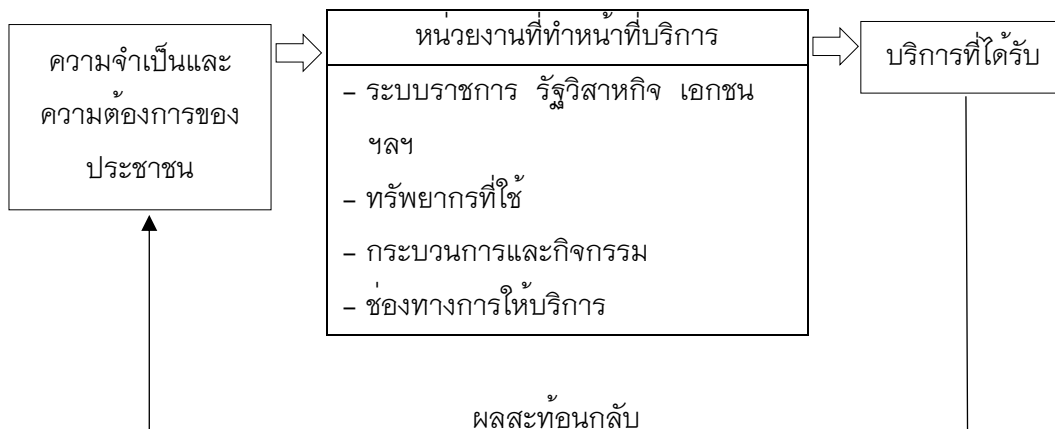 ความจำเป็นและ
ความต้องการของ
ประชาชน
หน่วยงานที่ทำหน้าที่บริการ
– ระบบราชการ รัฐวิสาหกิจ เอกชน
ฯลฯ
– ทรัพยากรที่ใช้
– กระบวนการและกิจกรรม
– ช่องทางการให้บริการ
บริการที่ได้รับ
ผลสะท้อนกลับ